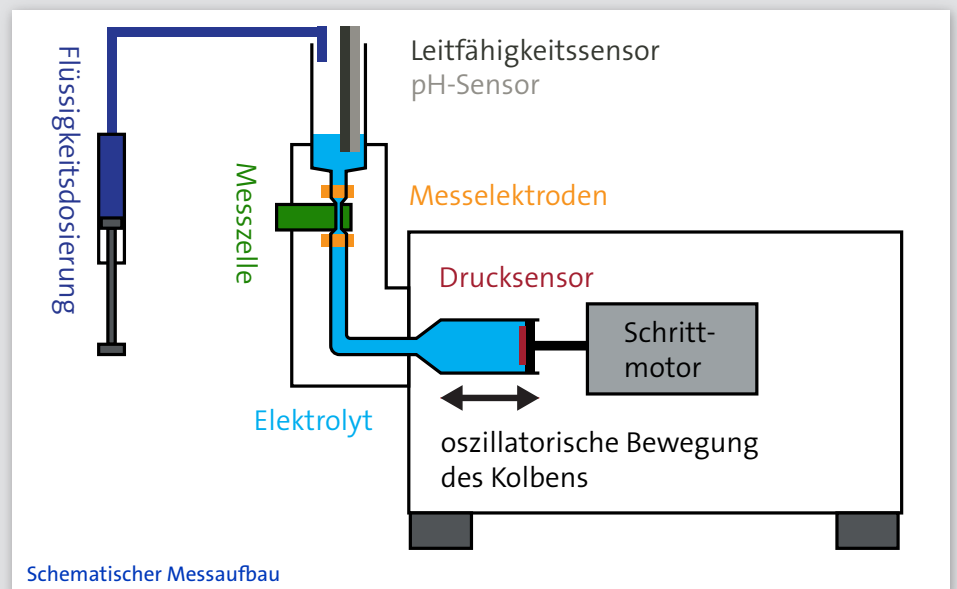 Leitfähigkeitssensor
pH-Sensor
Flüssigkeitsdosierung
Messzelle
Messelektroden
Drucksensor
Schritt-
motor
Elektrolyt
oszillatorische Bewegung
des Kolbens
Schematischer Messaufbau